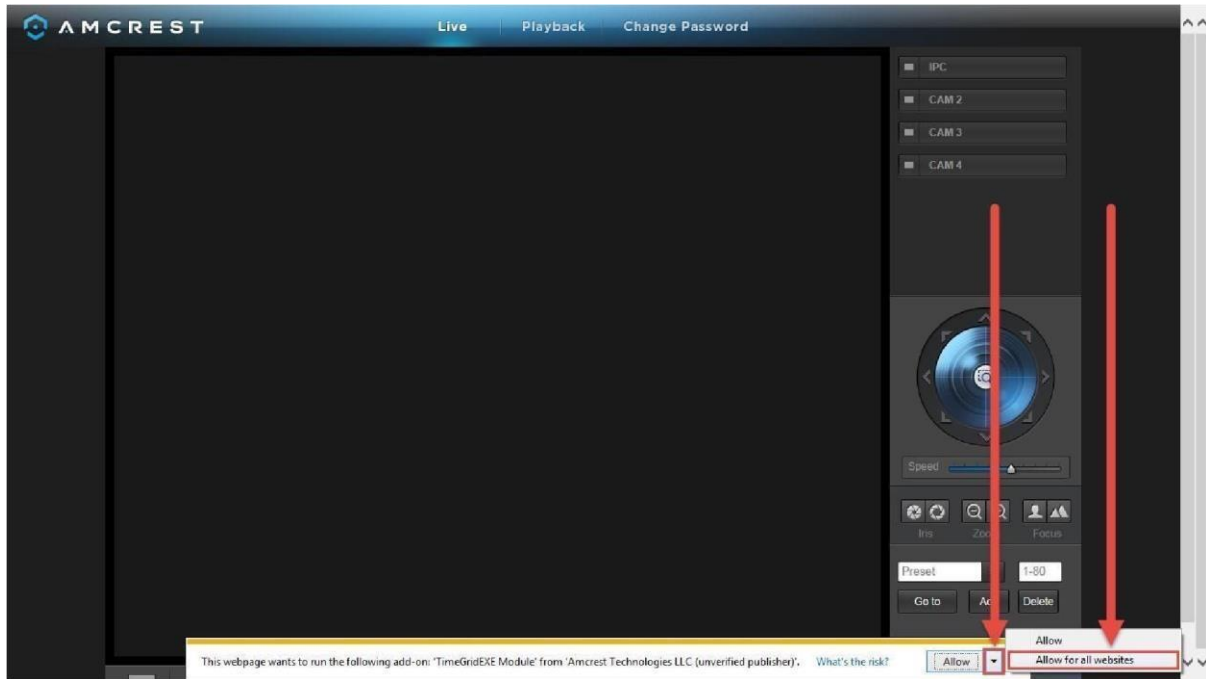 AMCREST
Live
Playback
Change Password
IPC
CAM 2
CAM 3
CAM 4
Speed
Iris
Focus
Preset
1-80
Go to
Delete
Allow
This webpage wants to run the following add-on: 'TimeGridEXE Module' from 'Amcrest Technologies LLC (unverified publisher)'. What's the risk? Allow
Allow for all websites